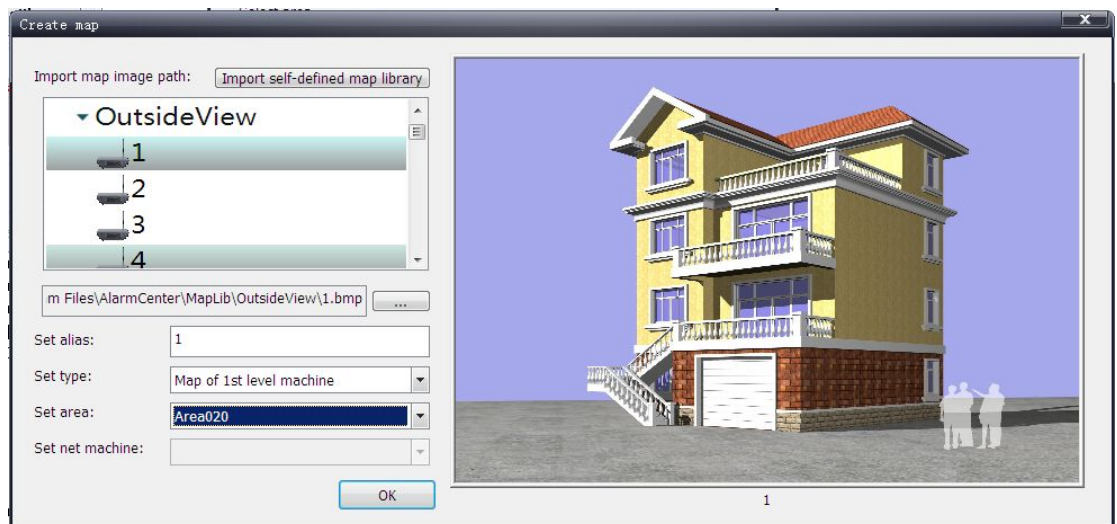 Create map
Import map image path:
Import self-defined map library
OutsideView
1
2
3
4
m Files\AlarmCenter\MapLib\OutsideView\1.bmp
...
Set alias:
1
Set type:
Map of 1st level machine
Set area:
Area020
Set net machine:
OK
1